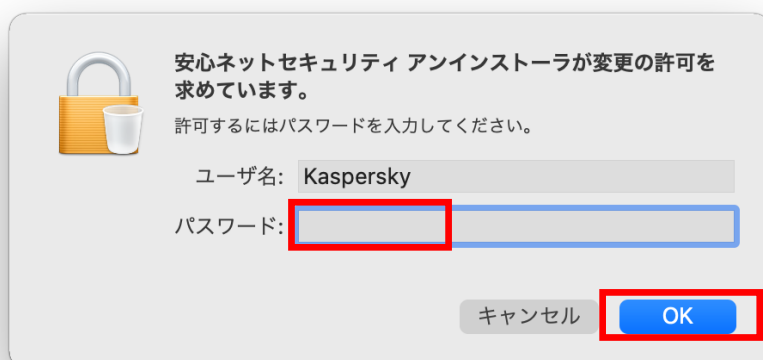 安心ネットセキュリティ アンインストーラが変更の許可を
求めています。
許可するにはパスワードを入力してください。
ユーザ名: Kaspersky
パスワード:
キャンセル OK